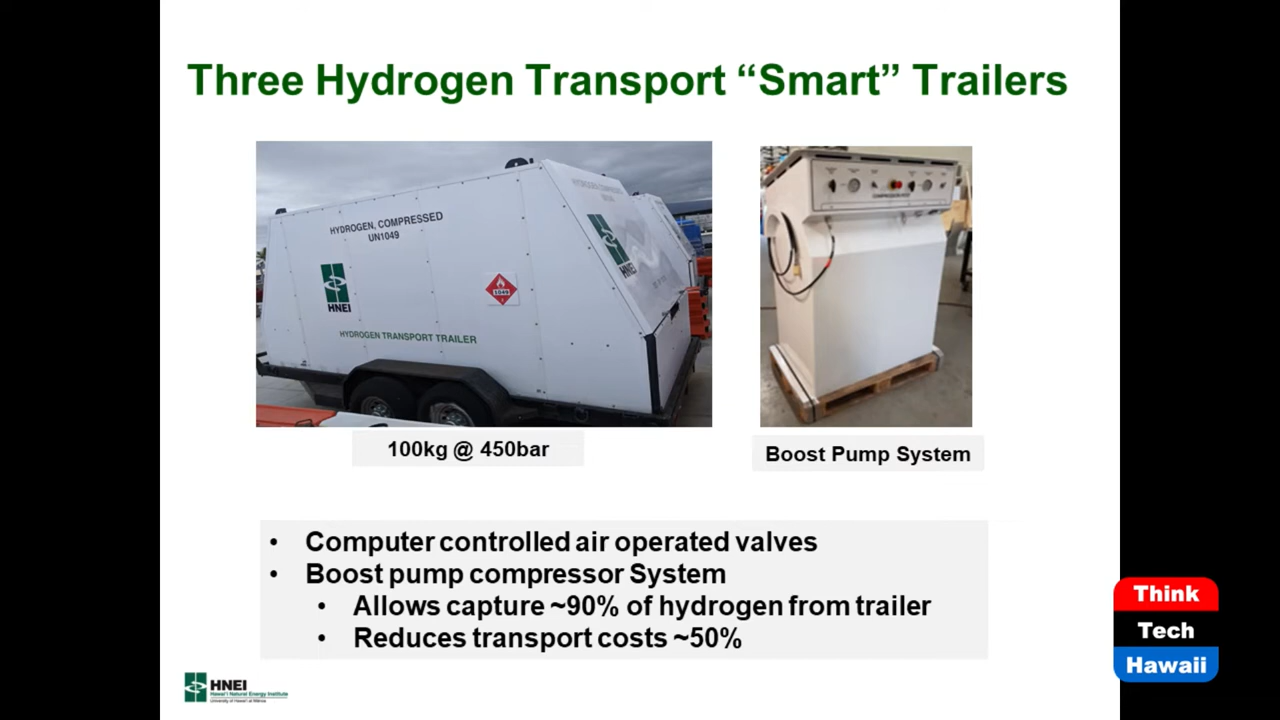 Three Hydrogen Transport “Smart” Trailers
HYDROGEN, COMPRESSED
UN1049
HNEI
1049
HYDROGEN TRANSPORT TRAILER
HNEI
100kg @ 450bar
Boost Pump System
• Computer controlled air operated valves
• Boost pump compressor System
• Allows capture ~90% of hydrogen from trailer
• Reduces transport costs ~50%
Think
Tech
Hawaii
HNEI
Hawai'i Natural Energy Institute
University of Hawai'i at Mānoa